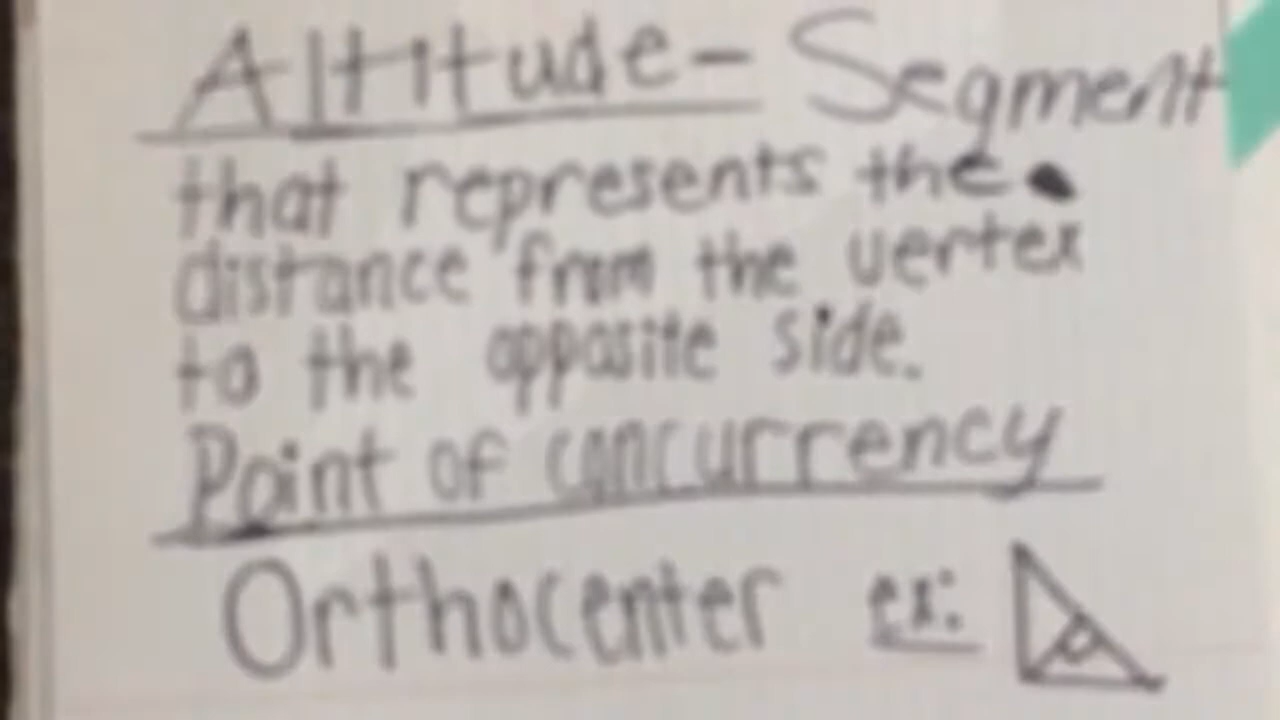 Altitude- Segment
that represents the
distance from the vertex
to the opposite side.
Point of concurrency
Orthocenter ex: